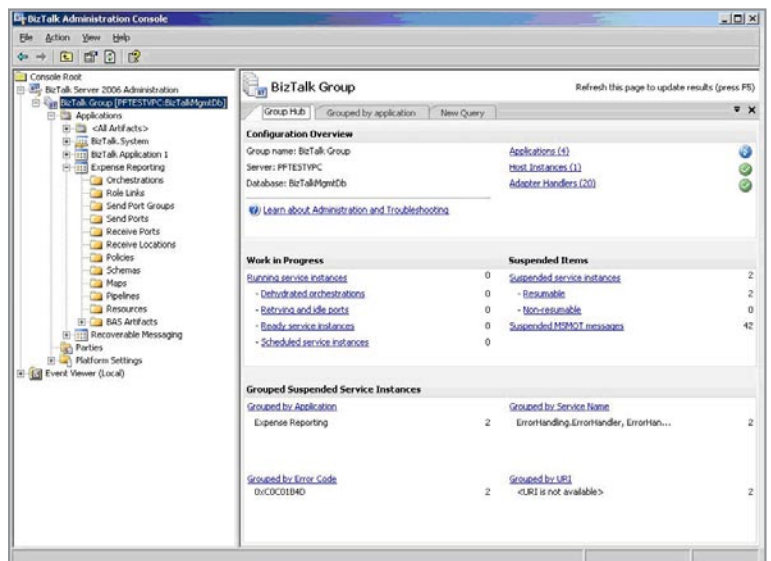 BizTalk Administration Console
File Action View Help
Console Root
BizTalk Server 2006 Administration
BizTalk Group [PFTESTVPC:BizTalkMgmtDb]
Applications
<All Artifacts>
BizTalk.System
BizTalk Application 1
Expense Reporting
Orchestrations
Role Links
Send Port Groups
Send Ports
Receive Ports
Receive Locations
Policies
Schemas
Maps
Pipelines
Resources
BAS Artifacts
Recoverable Messaging
Parties
Platform Settings
Event Viewer (Local)
BizTalk Group
Refresh this page to update results (press F5)
Group Hub Grouped by application New Query
Configuration Overview
Group name: BizTalk Group Applications (4)
Server: PFTESTVPC Host Instances (1)
Database: BizTalkMgmtDb Adapter Handlers (20)
Learn about Administration and Troubleshooting
Work in Progress Suspended Items
Running service instances 0 Suspended service instances 2
- Dehydrated orchestrations 0 - Resumable 2
- Retrying and idle ports 0 - Non-resumable 0
- Ready service instances 0 Suspended MSMQT messages 42
- Scheduled service instances 0
Grouped Suspended Service Instances
Grouped by Application Grouped by Service Name
Expense Reporting 2 ErrorHandling.ErrorHandler, ErrorHan... 2
Grouped by Error Code Grouped by URI
0xC0C01B4D 2 <URI is not available> 2